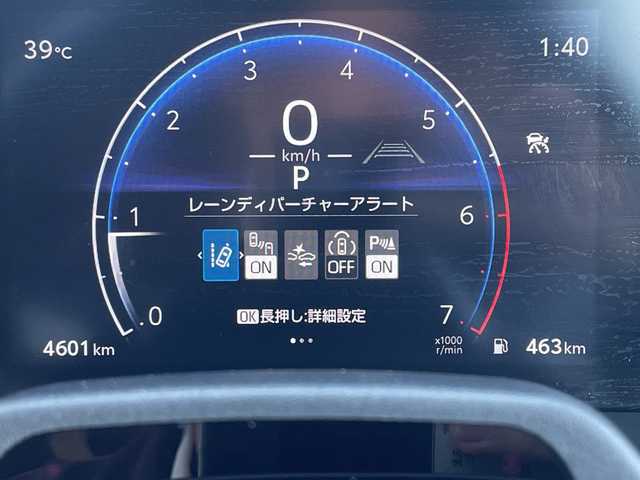 39℃
1:40
3
4
2
5
0
km/h
P
レーンディパーチャーアラート
1
6
ON
OFF
P
ON
0
OK長押し:詳細設定
7
x1000
r/min
4601km
463km